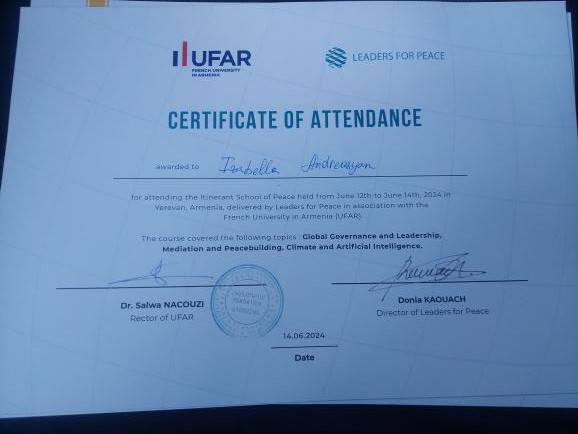 UFAR
FRENCH UNIVERSITY
IN ARMENIA
LEADERS FOR PEACE
CERTIFICATE OF ATTENDANCE
awarded to Izabella
for attending the Itinerant School of Peace held from June 12th to June 14th, 2024 in
Yerevan, Armenia, delivered by Leaders for Peace in association with the
French University in Armenia (UFAR).
The course covered the following topics : Global Governance and Leadership,
Mediation and Peacebuilding, Climate and Artificial Intelligence.
Dr. Salwa NACOUZI
Rector of UFAR
Donia KAOUACH
Director of Leaders for Peace
14.06.2024
Date